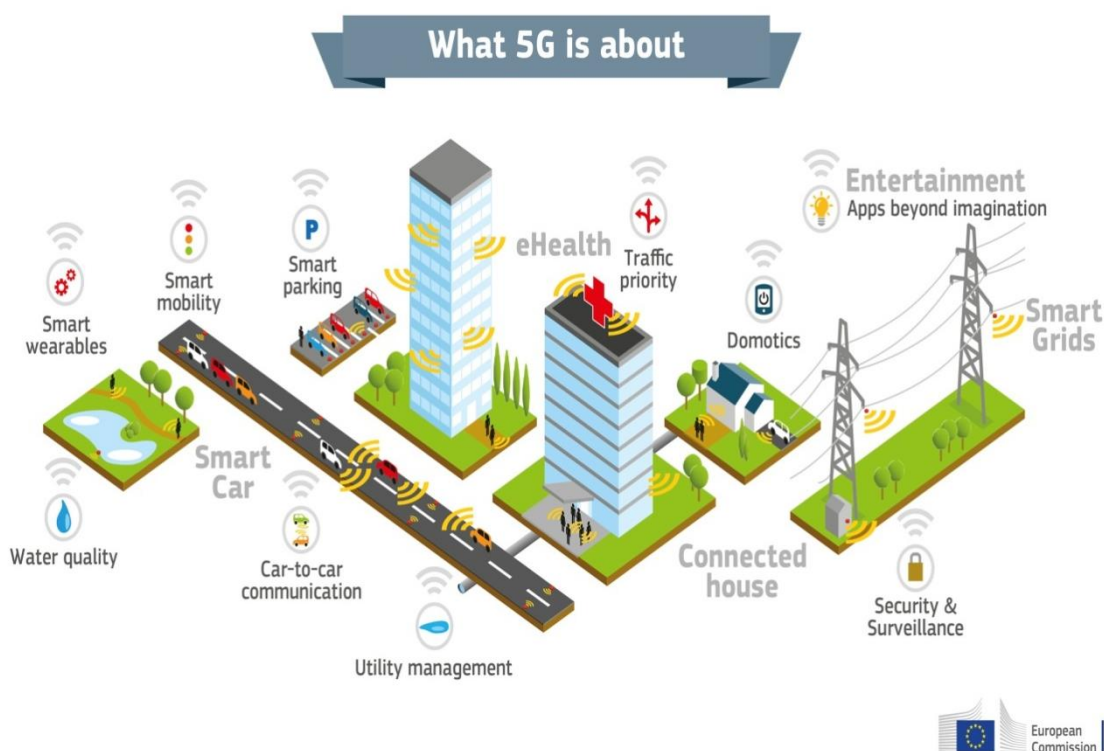 What 5G is about
Entertainment
Apps beyond imagination
eHealth
Traffic
priority
P
Smart
parking
Smart
mobility
Smart
wearables
Domotics
Smart
Grids
Smart
Car
Water quality
Car-to-car
communication
Connected
house
Security &
Surveillance
Utility management
European
Commission